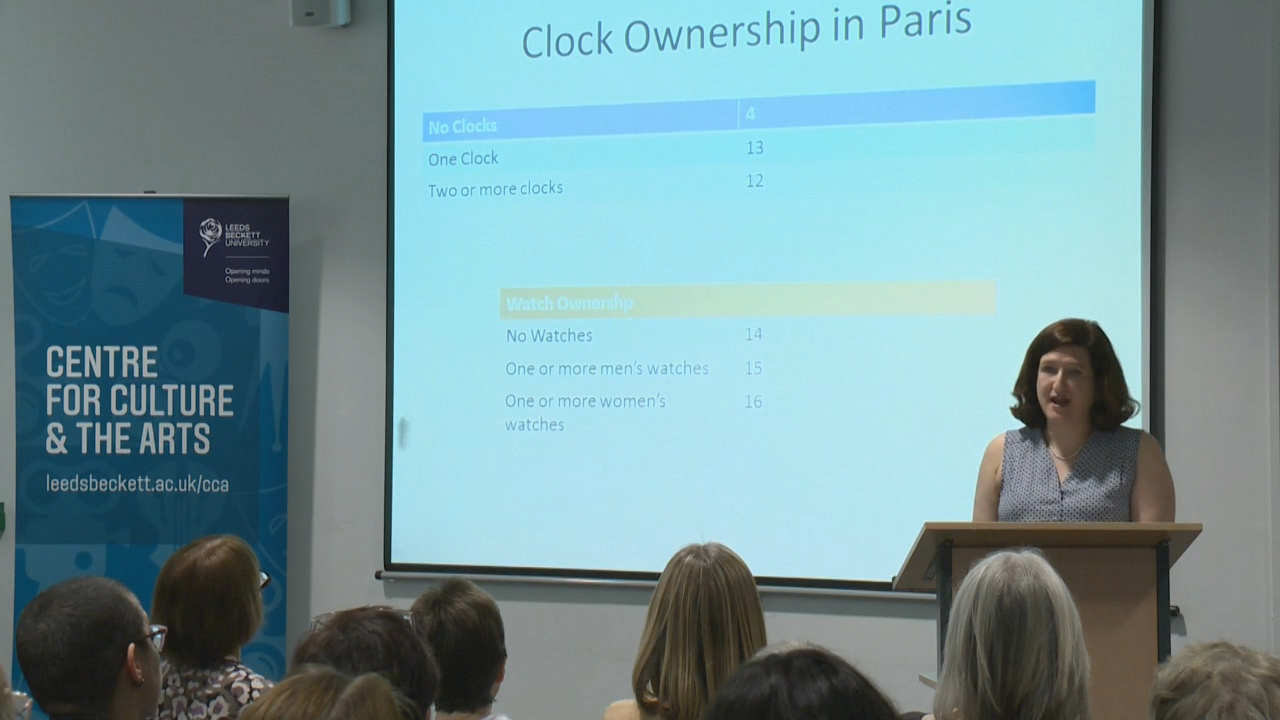 Clock Ownership in Paris
No Clocks 4
One Clock 13
Two or more clocks 12
Watch Ownershp
No Watches 14
One or more men's watches 15
One or more women's 16
watches
LEEDS
BECKETT
UNIVERSITY
Opening minds
Opening doors
CENTRE
FOR CULTURE
& THE ARTS
leedsbeckett.ac.uk/cca